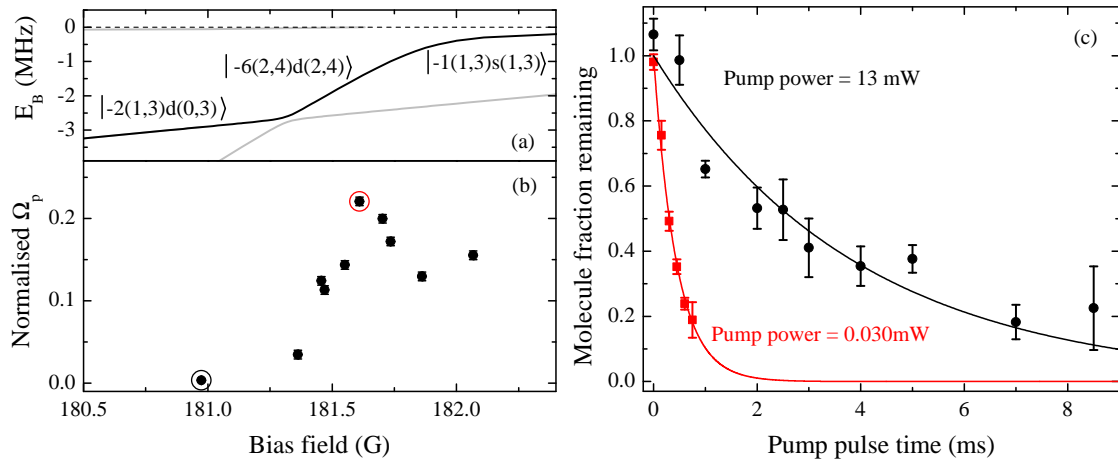 0
-1
-2
-3
E_B (MHz)
|-6(2,4)d(2,4)⟩
|-1(1,3)s(1,3)⟩
|-2(1,3)d(0,3)⟩
(a)
(b)
0.2
0.1
0.0
Normalised Ω_p
180.5 181.0 181.5 182.0
Bias field (G)
(c)
1.0
0.8
0.6
0.4
0.2
0.0
Molecule fraction remaining
Pump power = 13 mW
Pump power = 0.030mW
0 2 4 6 8
Pump pulse time (ms)